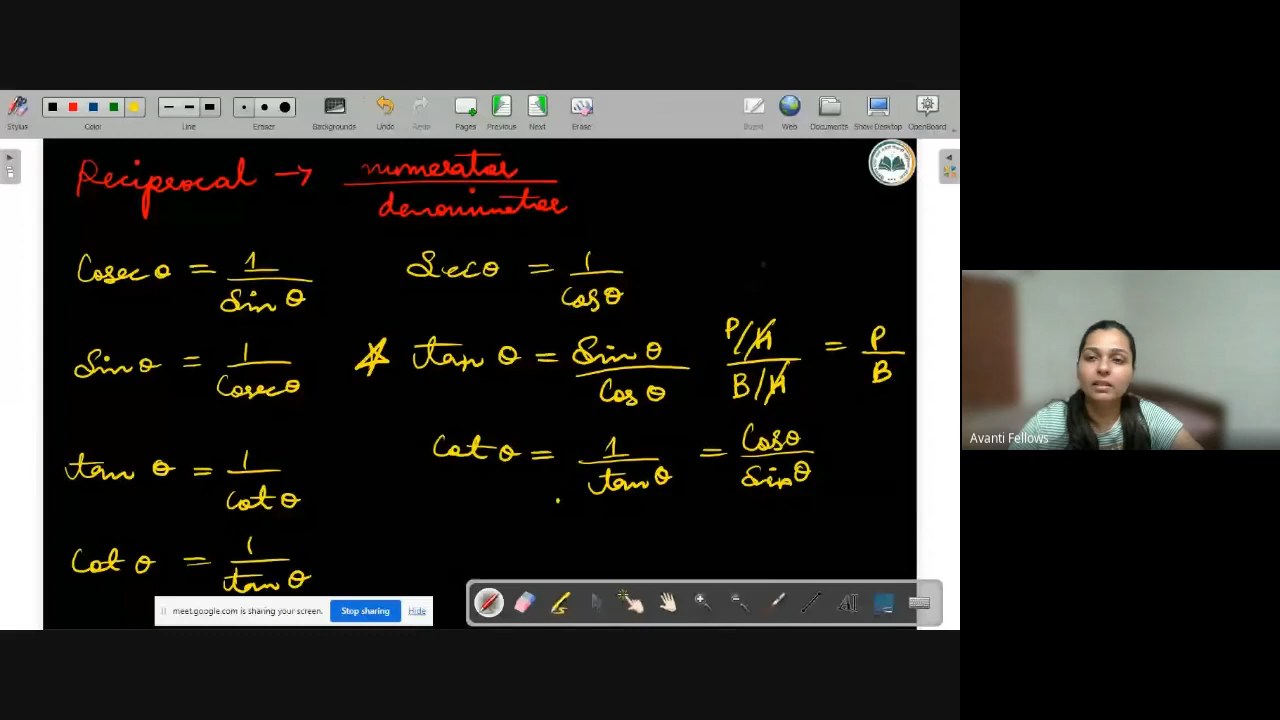 Stylus Color Line Eraser Backgrounds Undo Redo Pages Previous Next Erase Board Web Documents Show Desktop OpenBoard
Reciprocal → numerator / denominator
Cosec θ = 1 / Sin θ
Sec θ = 1 / Cos θ
Sin θ = 1 / Cosec θ
tan θ = Sin θ / Cos θ
P/H / B/H = P / B
tan θ = 1 / Cot θ
Cot θ = 1 / tan θ = Cos θ / Sin θ
Cot θ = 1 / tan θ
meet.google.com is sharing your screen. Stop sharing Hide
Avanti Fellows